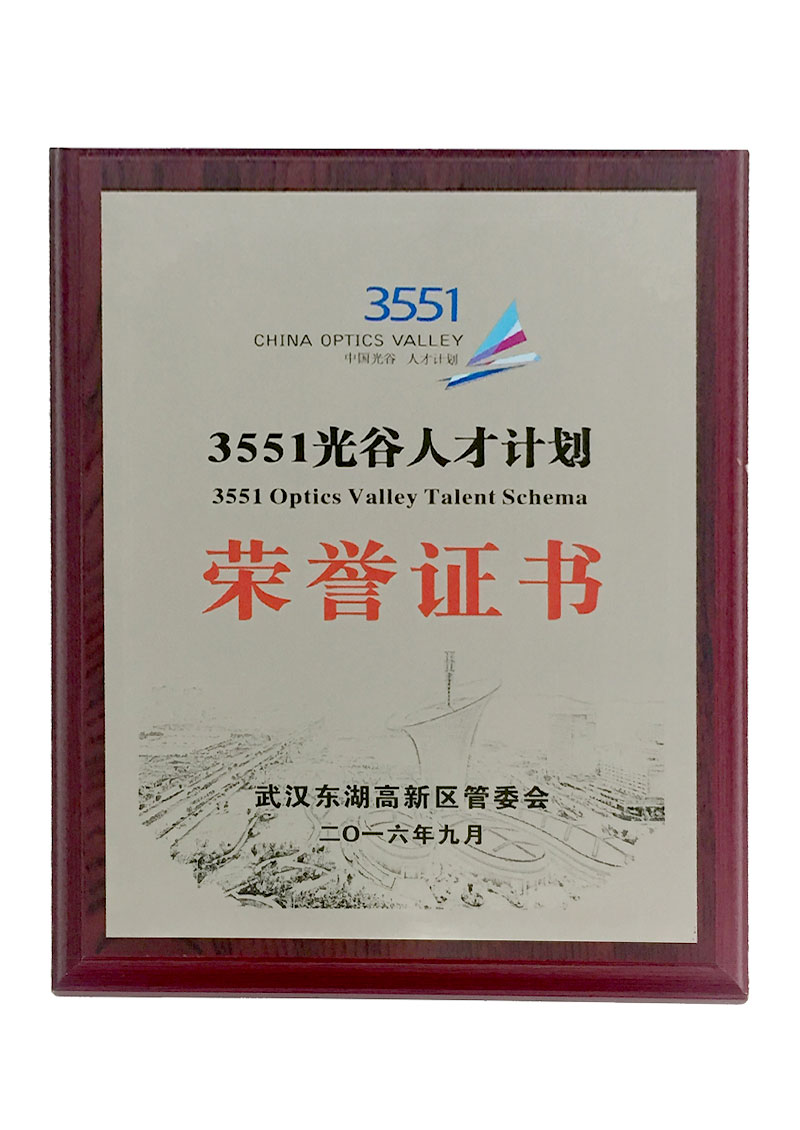 3551
CHINA OPTICS VALLEY
中国光谷 人才计划
3551光谷人才计划
3551 Optics Valley Talent Schema
荣誉证书
武汉东湖高新区管委会
二〇一六年九月